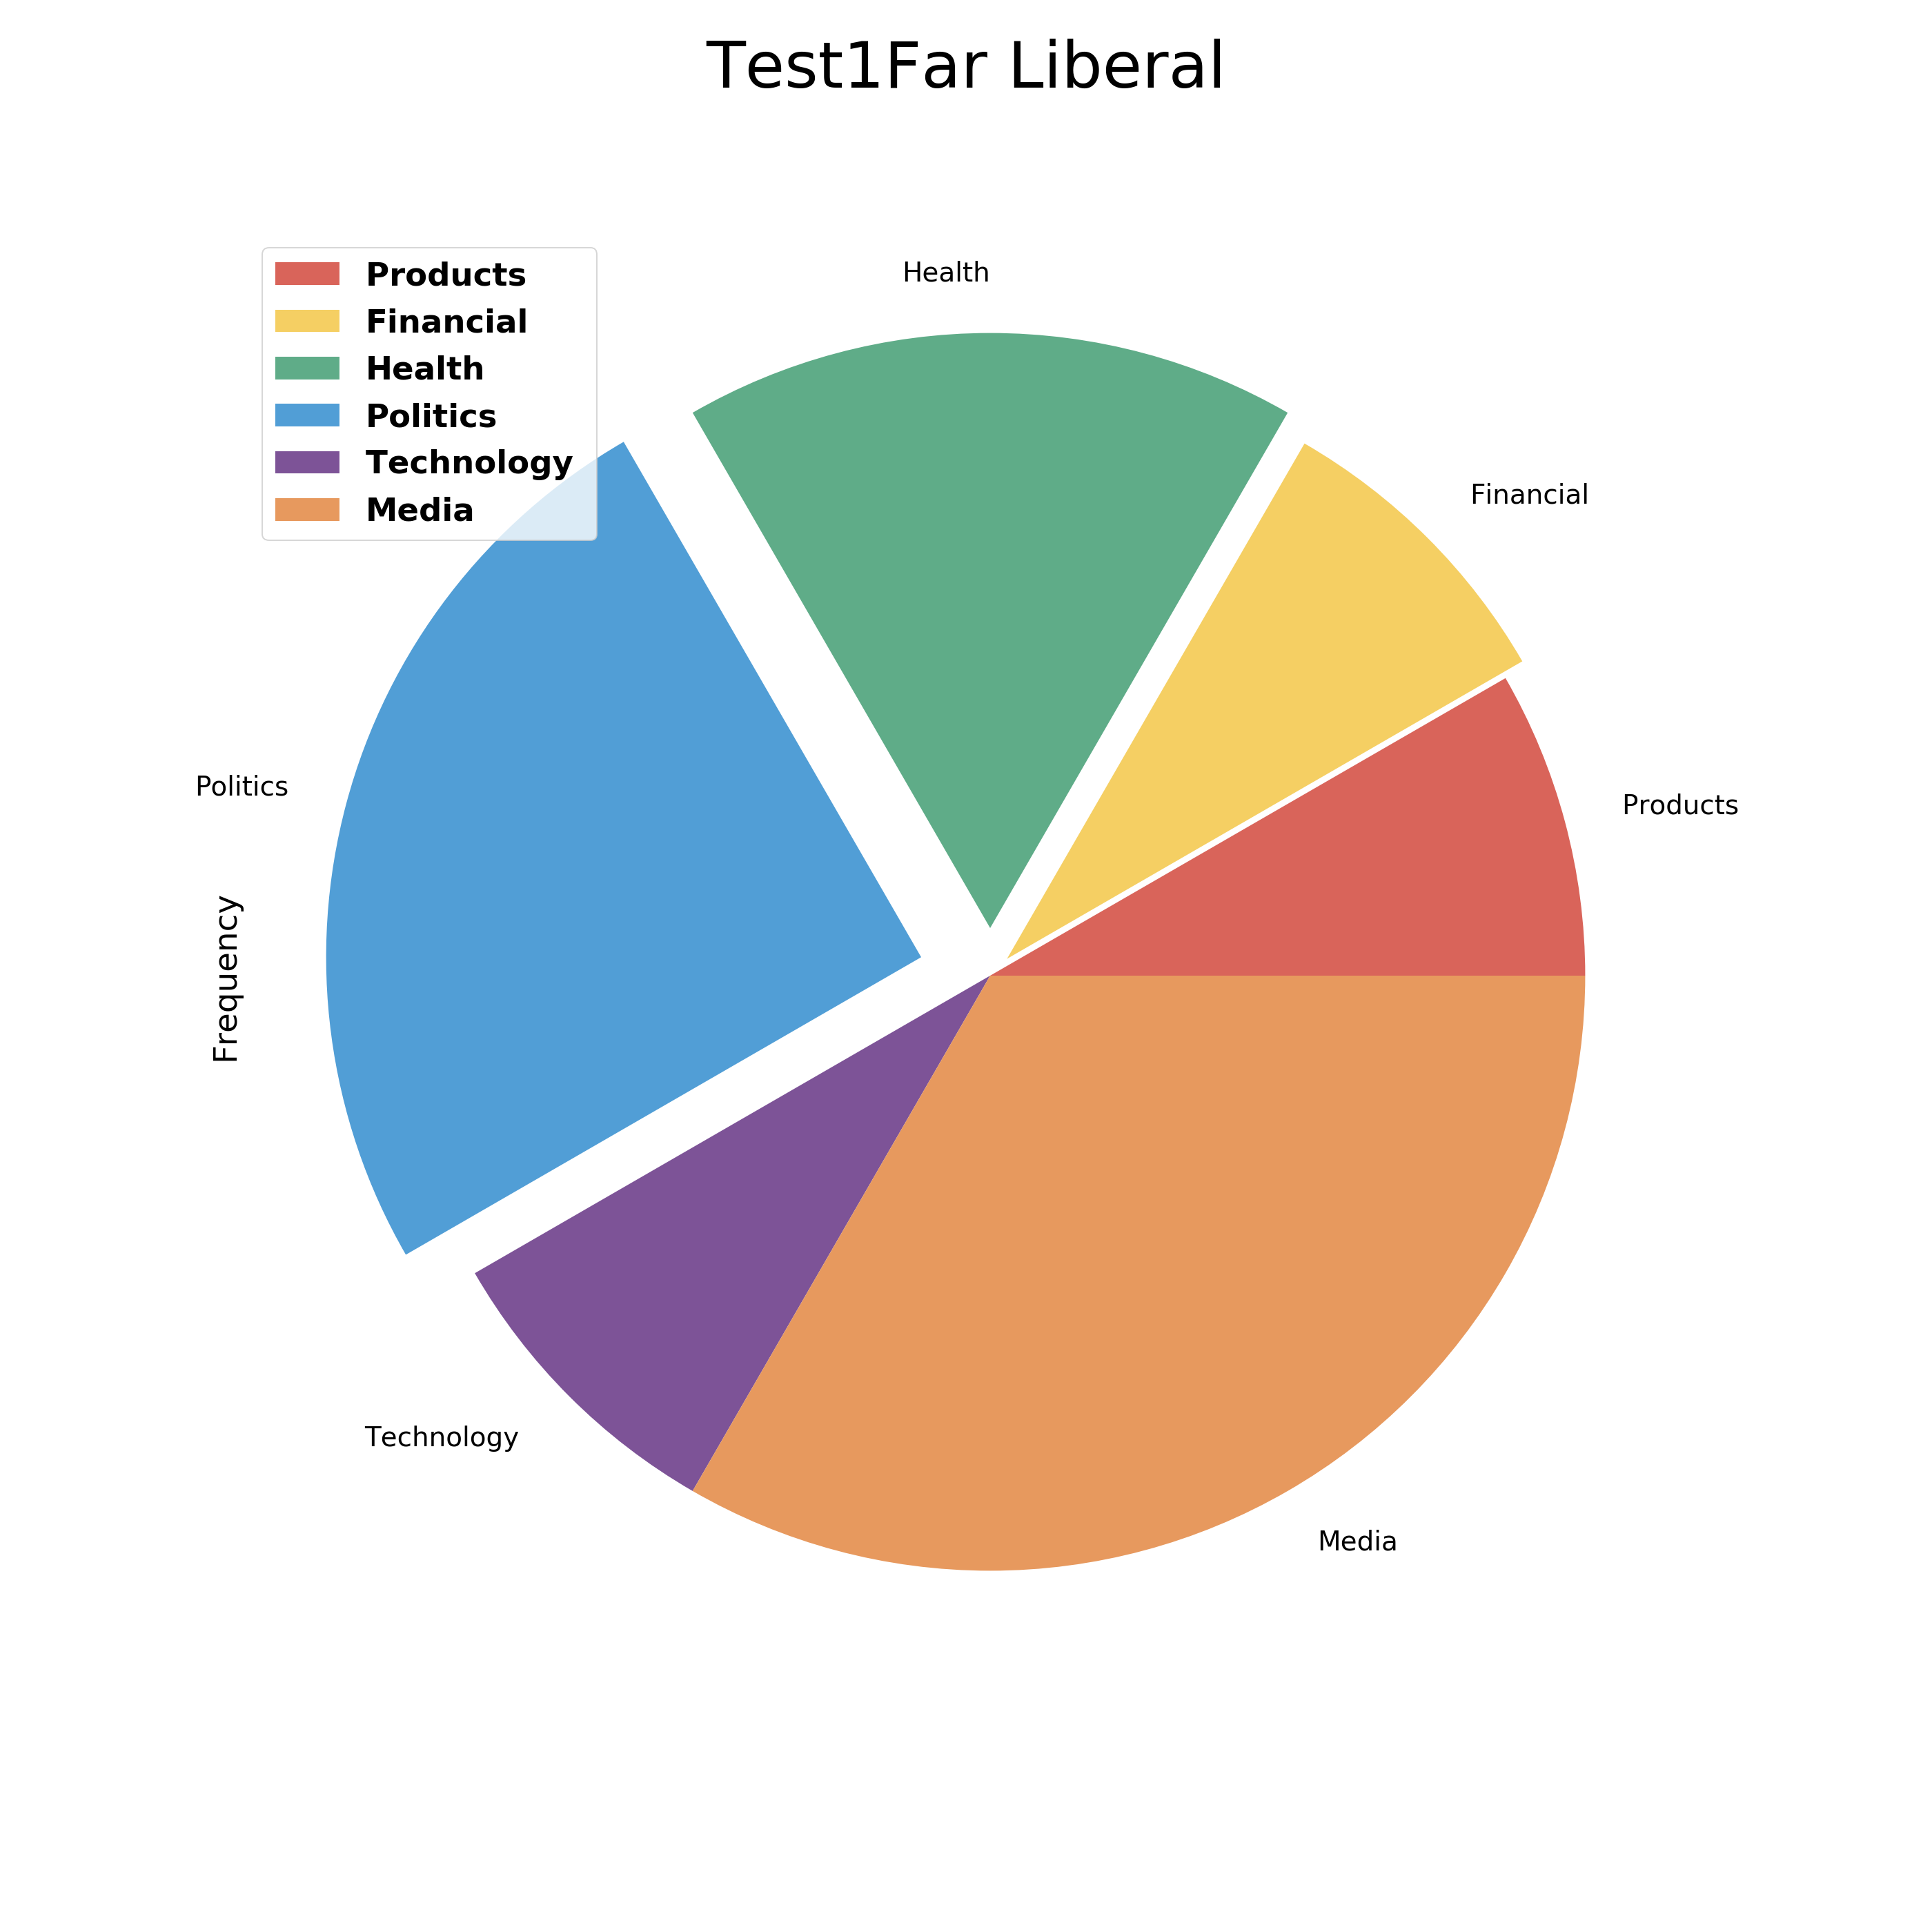 Test1Far Liberal
Products
Financial
Health
Politics
Technology
Media
Health
Financial
Products
Politics
Frequency
Technology
Media